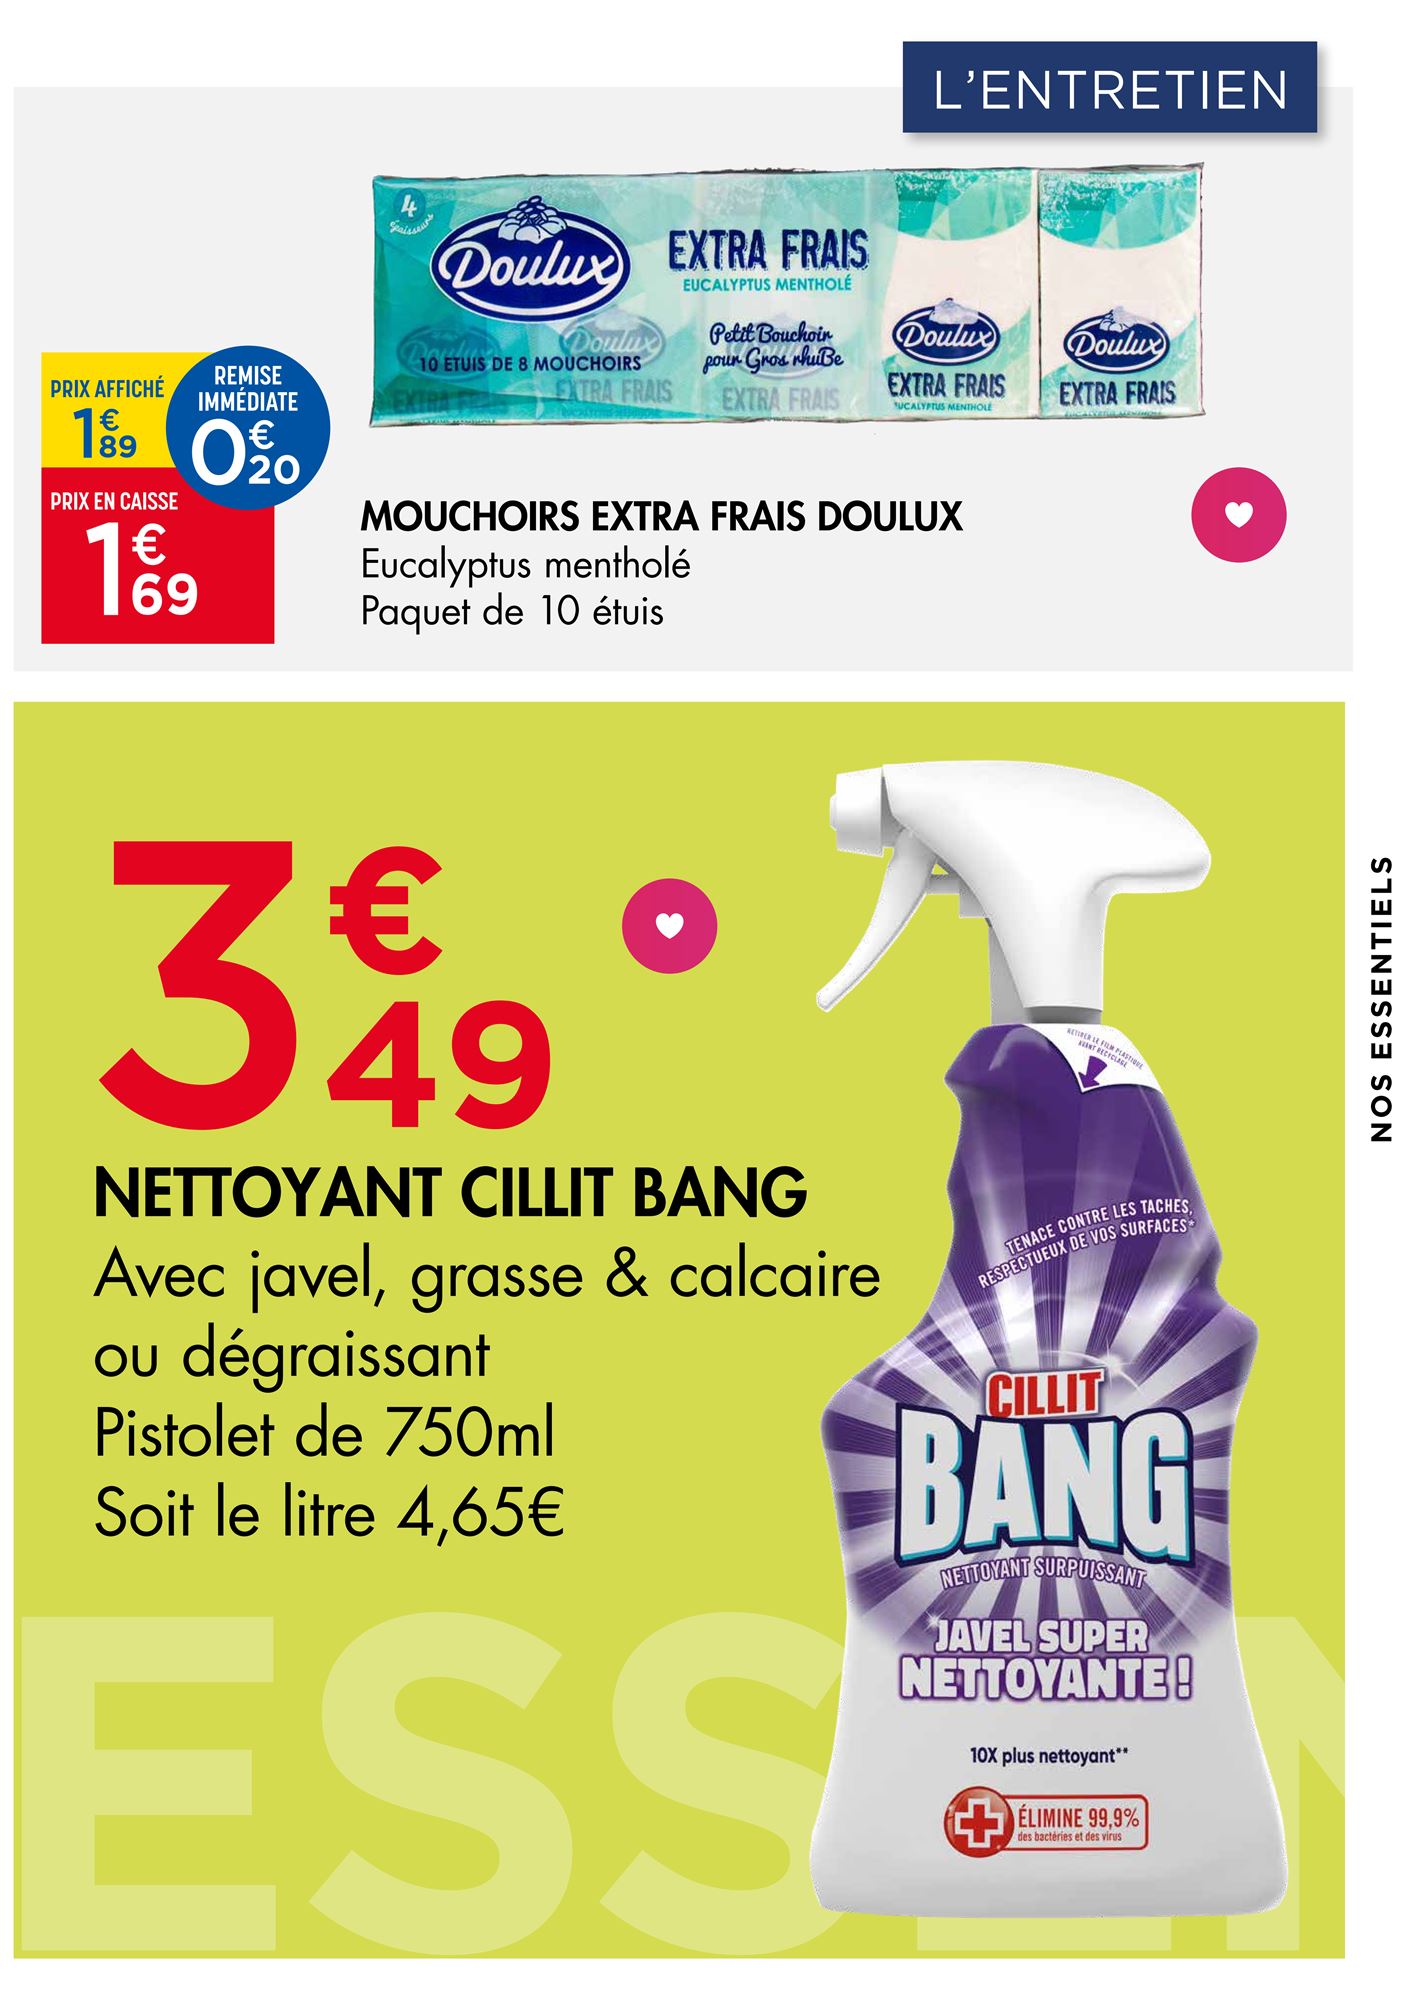 L'ENTRETIEN
4 épaisseurs
Doulux
EXTRA FRAIS
EUCALYPTUS MENTHOLÉ
Petit Bouchoir
pour Gros rhuBe
10 ETUIS DE 8 MOUCHOIRS
Doulux
EXTRA FRAIS
EXTRA FRAIS
Doulux
EXTRA FRAIS
EUCALYPTUS MENTHOLÉ
Doulux
EXTRA FRAIS
PRIX AFFICHÉ
1€89
REMISE
IMMÉDIATE
0€20
PRIX EN CAISSE
1€69
MOUCHOIRS EXTRA FRAIS DOULUX
Eucalyptus mentholé
Paquet de 10 étuis
3€49
NETTOYANT CILLIT BANG
Avec javel, grasse & calcaire
ou dégraissant
Pistolet de 750ml
Soit le litre 4,65€
RETIRER LE FILM PLASTIQUE
AVANT RECYCLAGE
TENACE CONTRE LES TACHES,
RESPECTUEUX DE VOS SURFACES*
CILLIT
BANG
NETTOYANT SURPUISSANT
JAVEL SUPER
NETTOYANTE !
10X plus nettoyant**
ÉLIMINE 99,9%
des bactéries et des virus
NOS ESSENTIELS